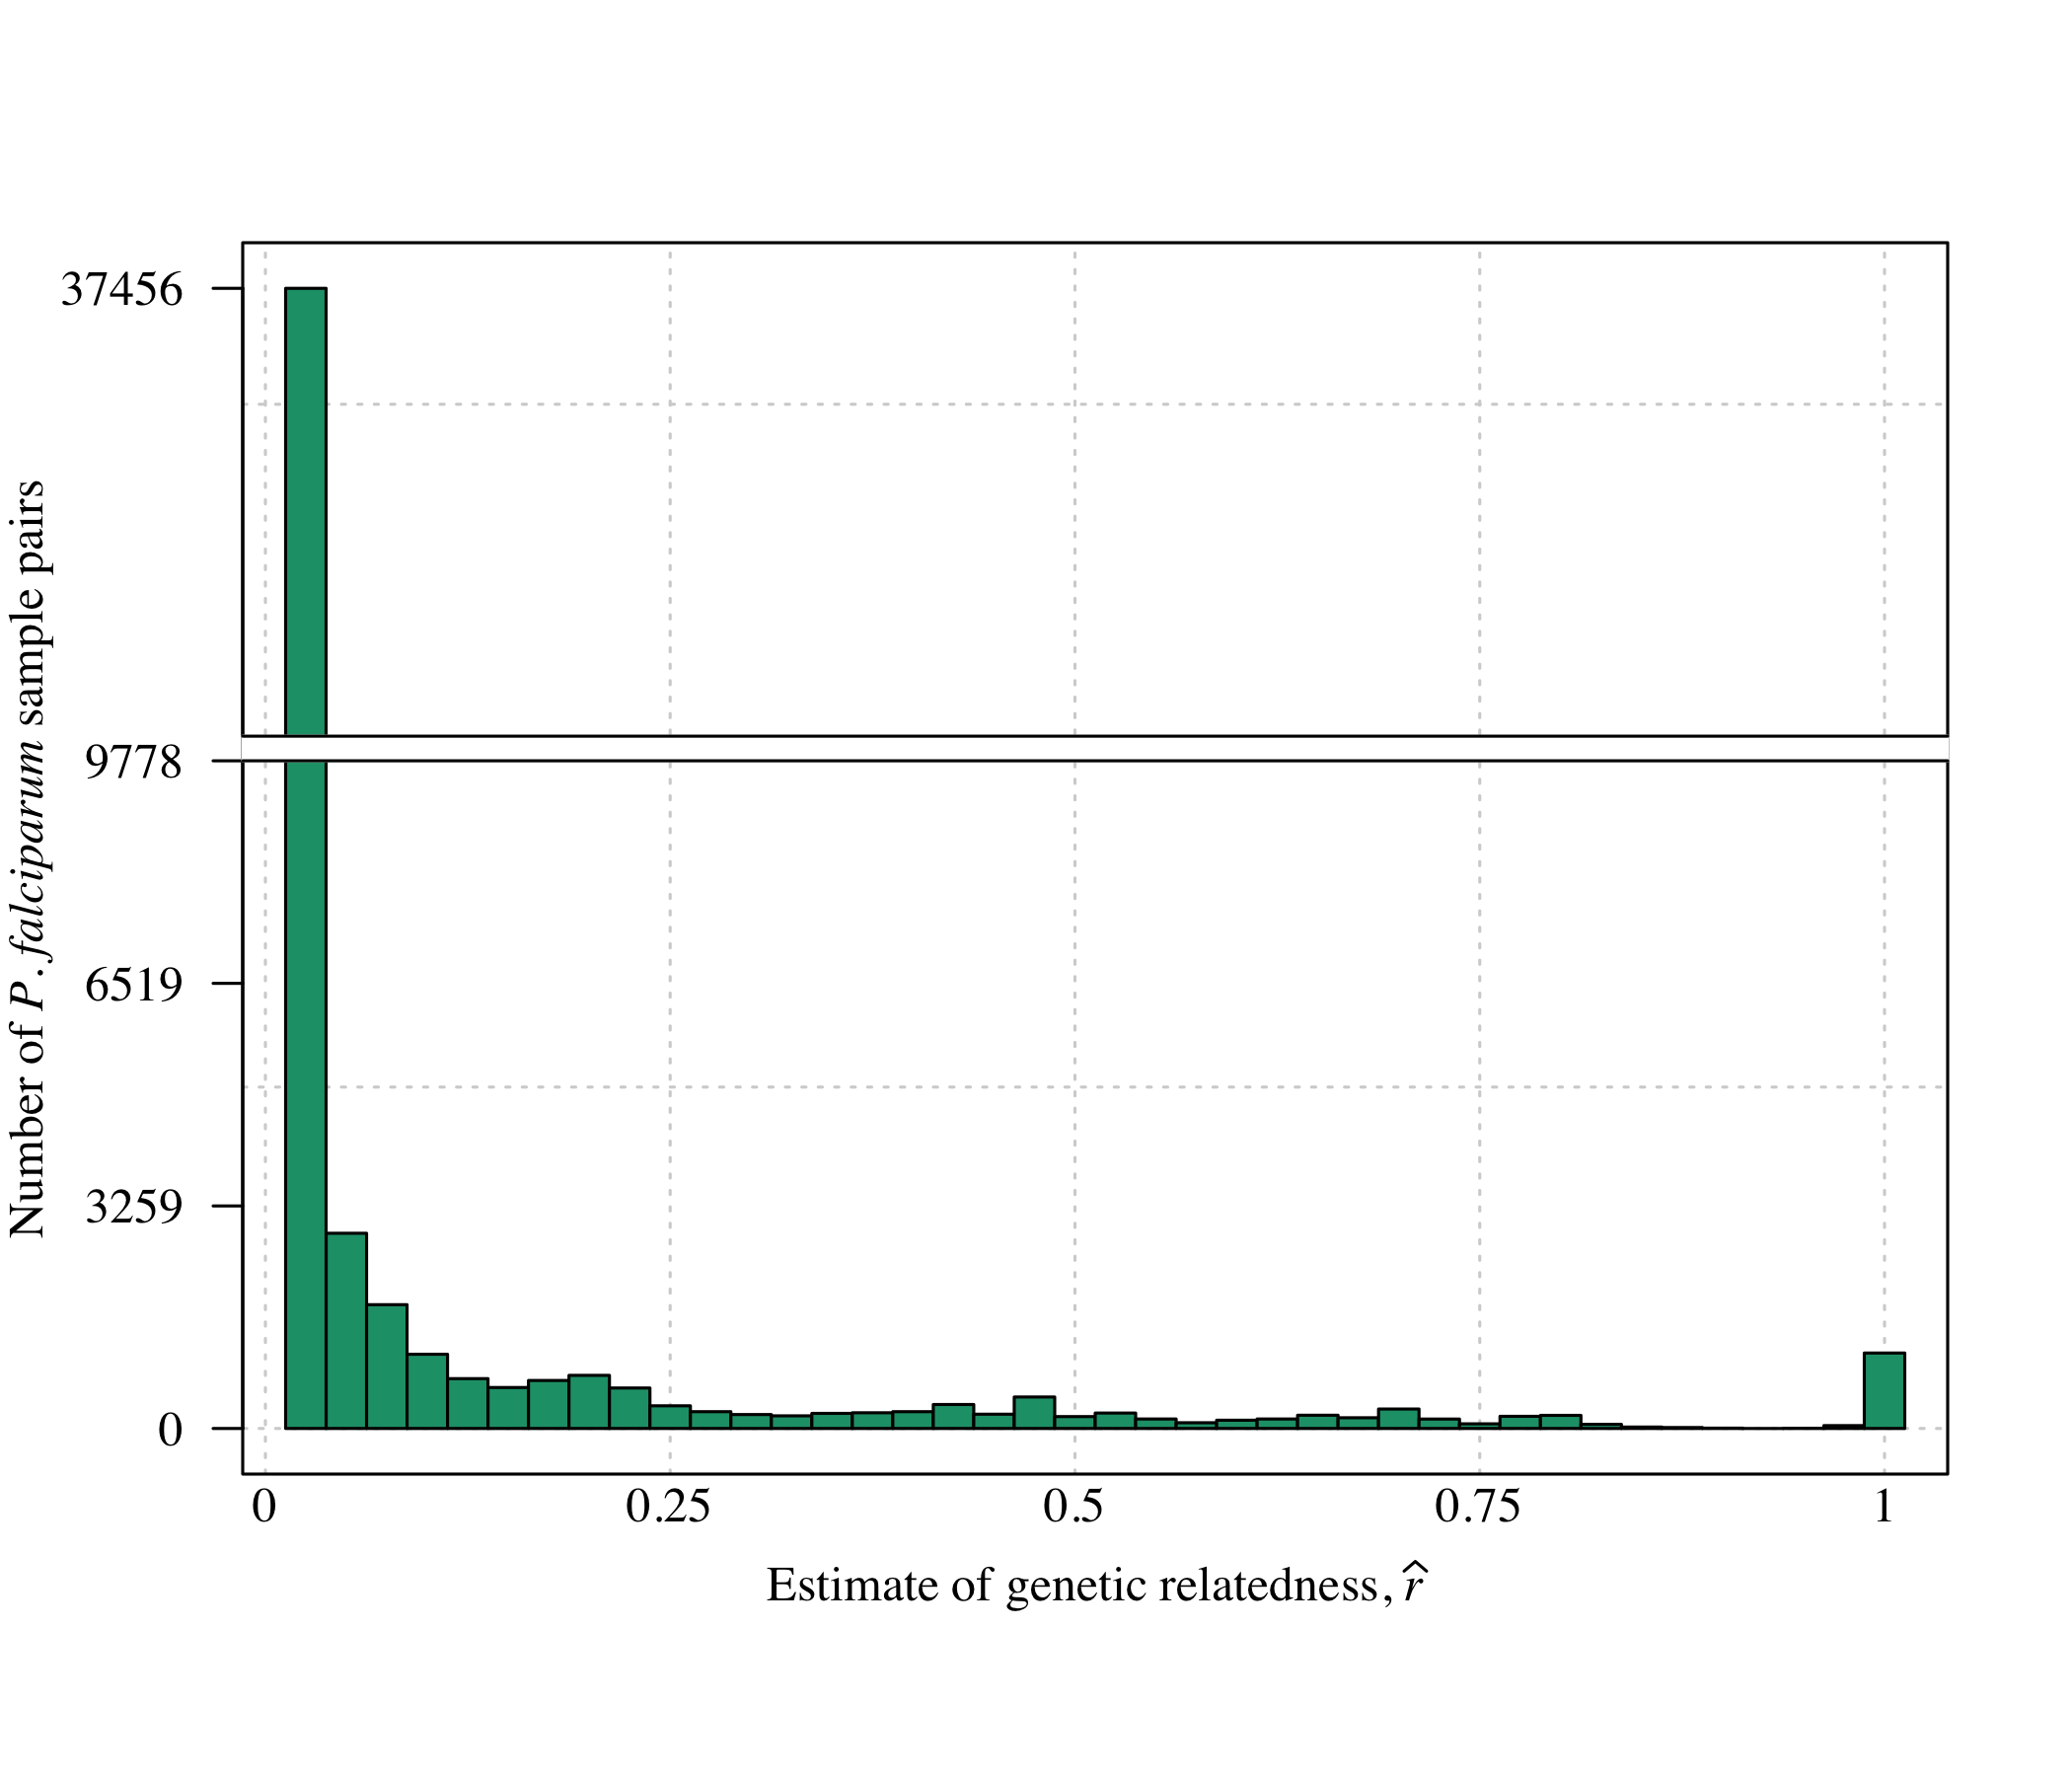 Number of P. falciparum sample pairs
37456
9778
6519
3259
0
0 0.25 0.5 0.75 1
Estimate of genetic relatedness, r̂